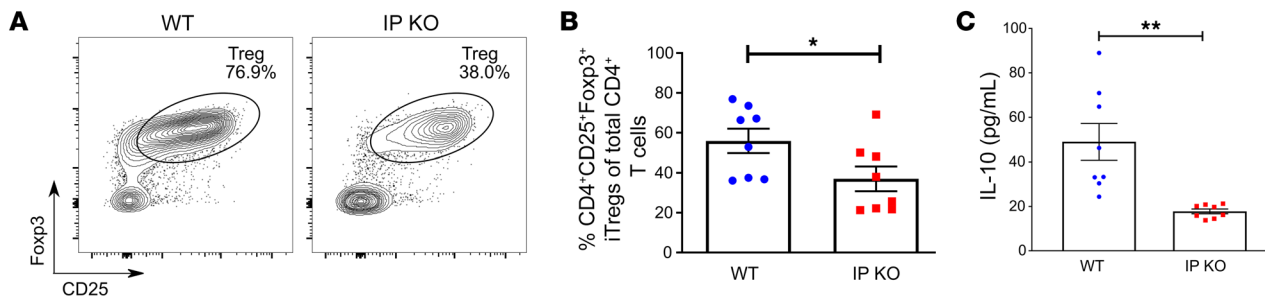 A
WT
IP KO
Treg
76.9%
Treg
38.0%
Foxp3
CD25
B
% CD4⁺CD25⁺Foxp3⁺
iTregs of total CD4⁺
T cells
100
80
60
40
20
0
*
WT
IP KO
C
IL-10 (pg/mL)
100
80
60
40
20
0
**
WT
IP KO